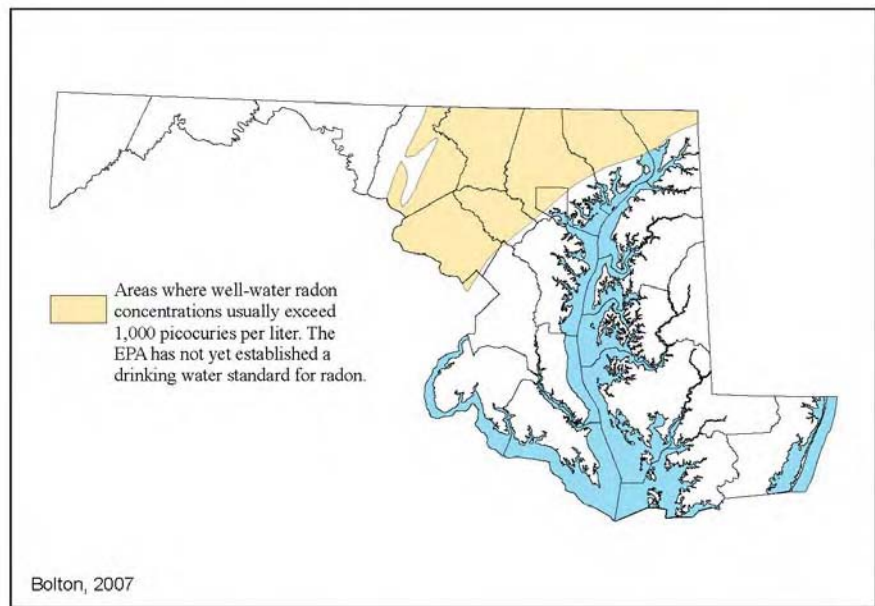 Areas where well-water radon
concentrations usually exceed
1,000 picocuries per liter. The
EPA has not yet established a
drinking water standard for radon.
Bolton, 2007